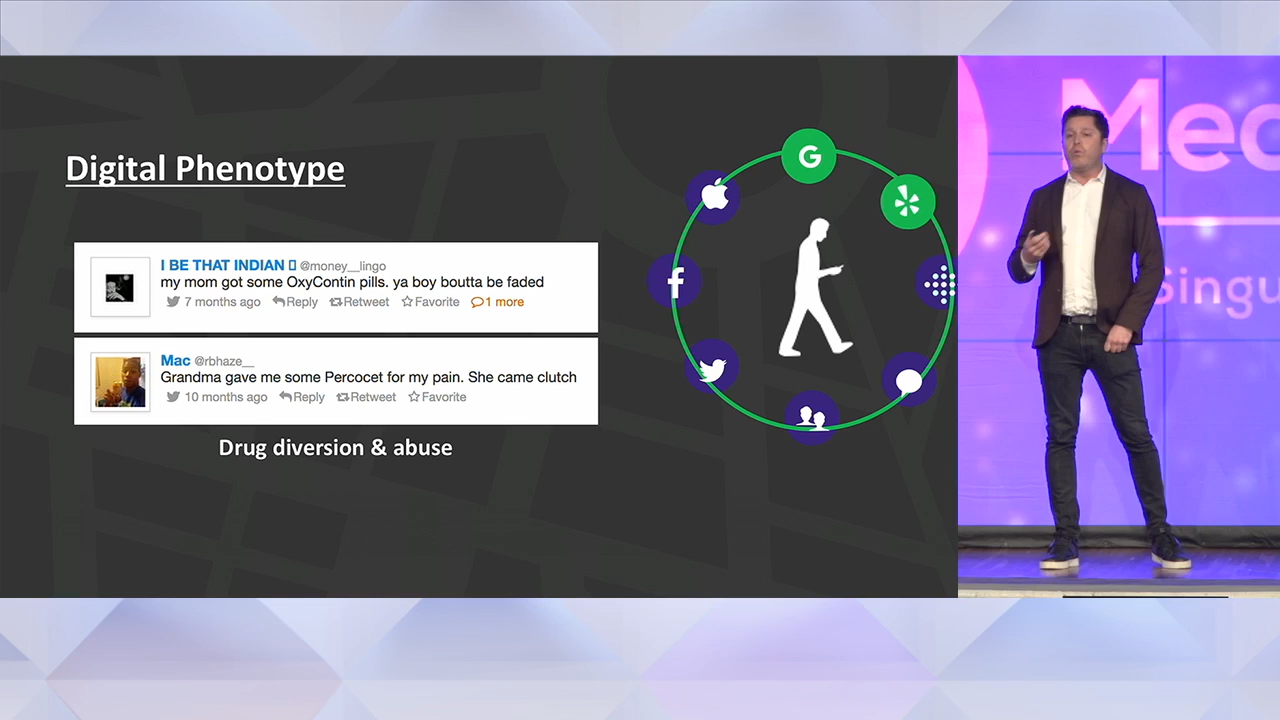 Digital Phenotype
I BE THAT INDIAN @money__lingo
my mom got some OxyContin pills. ya boy boutta be faded
7 months ago Reply Retweet Favorite 1 more
Mac @rbhaze__
Grandma gave me some Percocet for my pain. She came clutch
10 months ago Reply Retweet Favorite
Drug diversion & abuse
G
f
Med
Singu